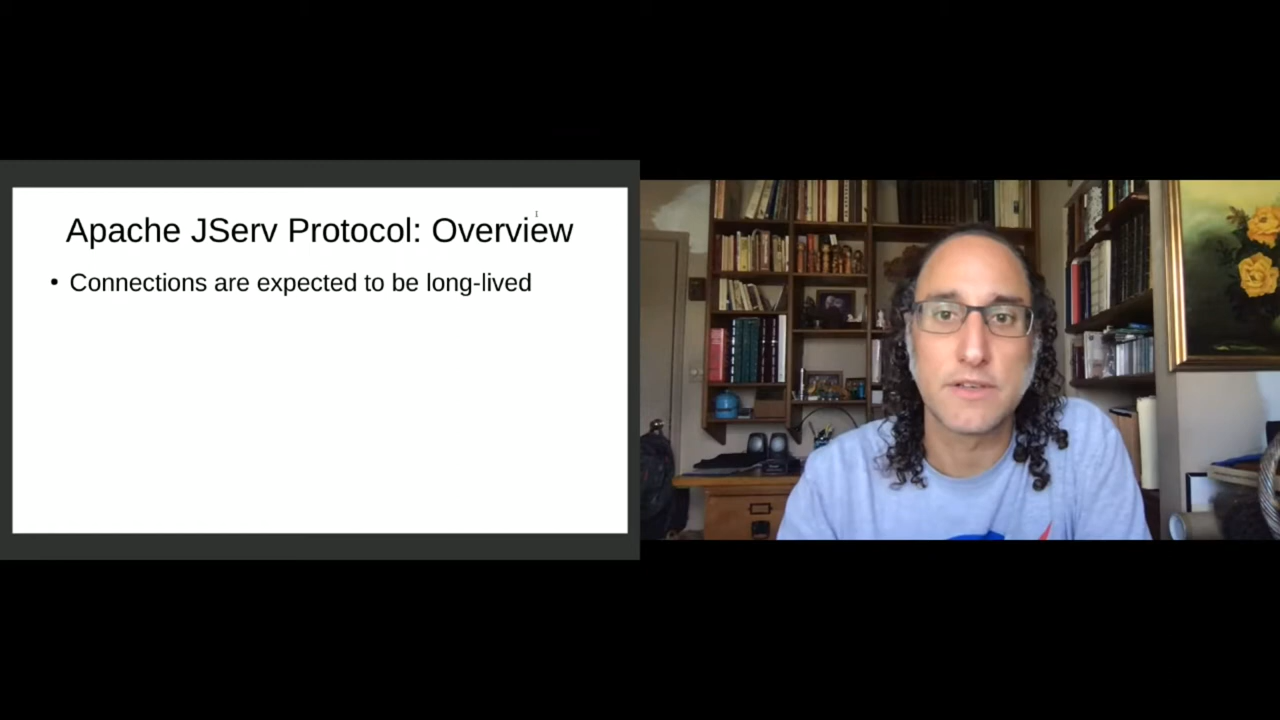 Apache JServ Protocol: Overview
• Connections are expected to be long-lived